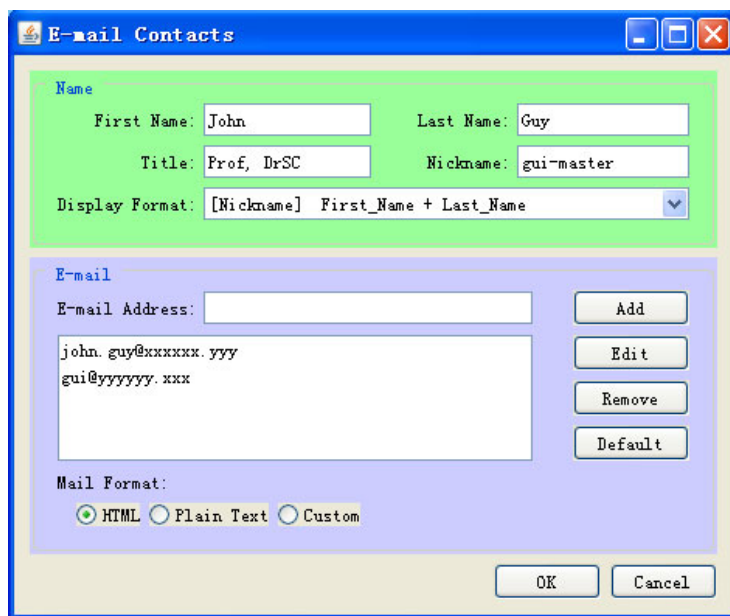 E-mail Contacts
Name
First Name: John Last Name: Guy
Title: Prof, DrSC Nickname: gui-master
Display Format: [Nickname] First_Name + Last_Name
E-mail
E-mail Address: Add
john.guy@xxxxxx.yyy Edit
gui@yyyyyy.xxx
Remove
Default
Mail Format:
HTML Plain Text Custom
OK Cancel